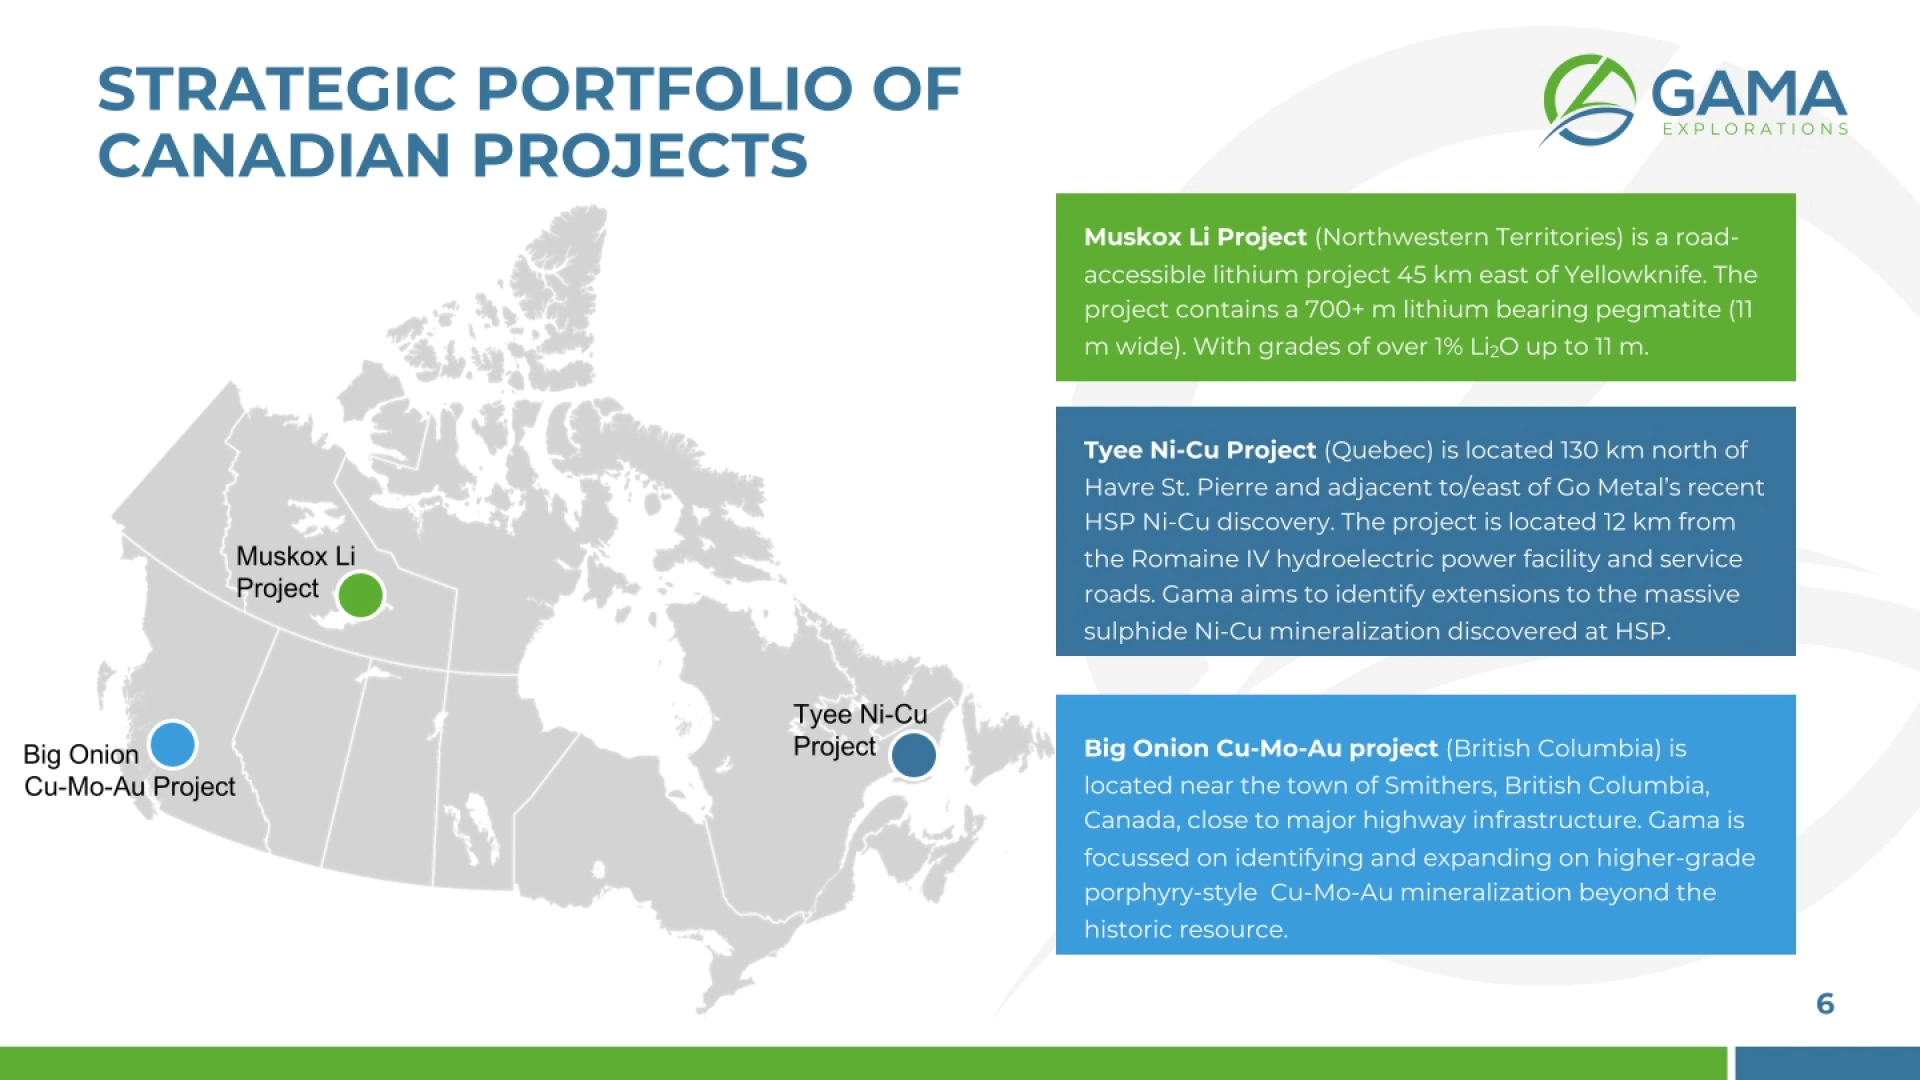 STRATEGIC PORTFOLIO OF
CANADIAN PROJECTS
GAMA
EXPLORATIONS
Muskox Li
Project
Big Onion
Cu-Mo-Au Project
Tyee Ni-Cu
Project
Muskox Li Project (Northwestern Territories) is a road-
accessible lithium project 45 km east of Yellowknife. The
project contains a 700+ m lithium bearing pegmatite (11
m wide). With grades of over 1% Li₂O up to 11 m.
Tyee Ni-Cu Project (Quebec) is located 130 km north of
Havre St. Pierre and adjacent to/east of Go Metal’s recent
HSP Ni-Cu discovery. The project is located 12 km from
the Romaine IV hydroelectric power facility and service
roads. Gama aims to identify extensions to the massive
sulphide Ni-Cu mineralization discovered at HSP.
Big Onion Cu-Mo-Au project (British Columbia) is
located near the town of Smithers, British Columbia,
Canada, close to major highway infrastructure. Gama is
focussed on identifying and expanding on higher-grade
porphyry-style  Cu-Mo-Au mineralization beyond the
historic resource.
6